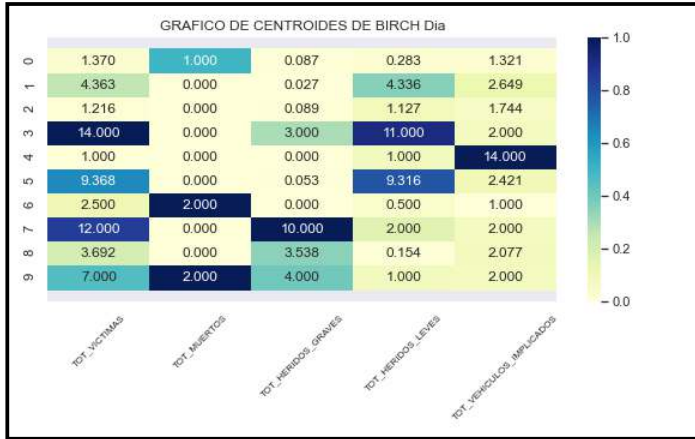 GRAFICO DE CENTROIDES DE BIRCH Dia
0 1.370 1.000 0.087 0.283 1.321
1 4.363 0.000 0.027 4.336 2.649
2 1.216 0.000 0.089 1.127 1.744
3 14.000 0.000 3.000 11.000 2.000
4 1.000 0.000 0.000 1.000 14.000
5 9.368 0.000 0.053 9.316 2.421
6 2.500 2.000 0.000 0.500 1.000
7 12.000 0.000 10.000 2.000 2.000
8 3.692 0.000 3.538 0.154 2.077
9 7.000 2.000 4.000 1.000 2.000
TOT_VICTIMAS TOT_MUERTOS TOT_HERIDOS_GRAVES TOT_HERIDOS_LEVES TOT_VEHICULOS_IMPLICADOS
1.0
0.8
0.6
0.4
0.2
0.0